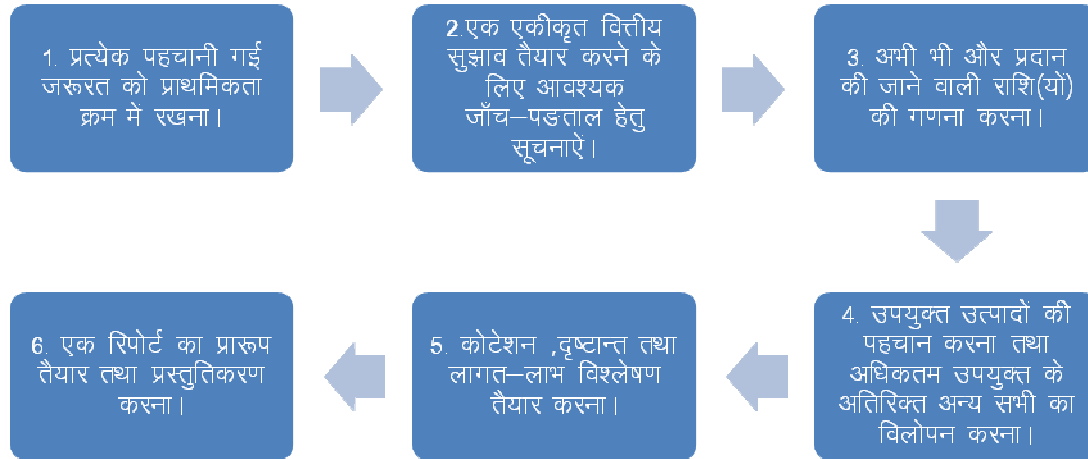 1. प्रत्येक पहचानी गई
जरूरत को प्राथमिकता
क्रम में रखना।
2.एक एकीकृत वित्तीय
सुझाव तैयार करने के
लिए आवश्यक
जाँच–पडताल हेतु
सूचनाऐं।
3. अभी भी और प्रदान
की जाने वाली राशि(यों)
की गणना करना।
4. उपयुक्त उत्पादों की
पहचान करना तथा
अधिकतम उपयुक्त के
अतिरिक्त अन्य सभी का
विलोपन करना।
5. कोटेशन ,दृष्टान्त तथा
लागत–लाभ विश्लेषण
तैयार करना।
6. एक रिपोर्ट का प्रारूप
तैयार तथा प्रस्तुतिकरण
करना।